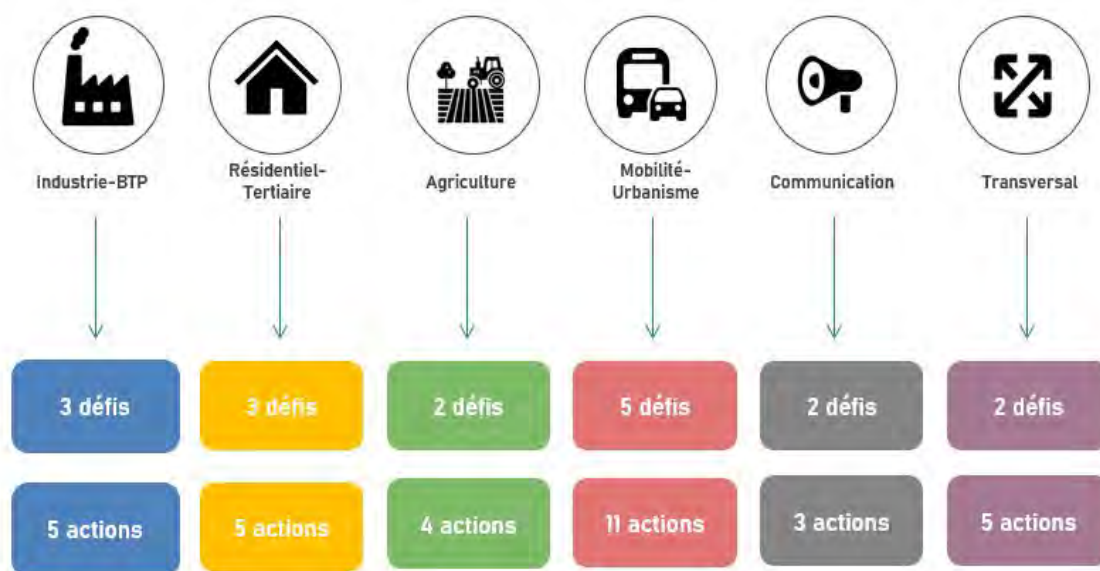 Industrie-BTP
Résidentiel-
Tertiaire
Agriculture
Mobilité-
Urbanisme
Communication
Transversal
3 défis
3 défis
2 défis
5 défis
2 défis
2 défis
5 actions
5 actions
4 actions
11 actions
3 actions
5 actions